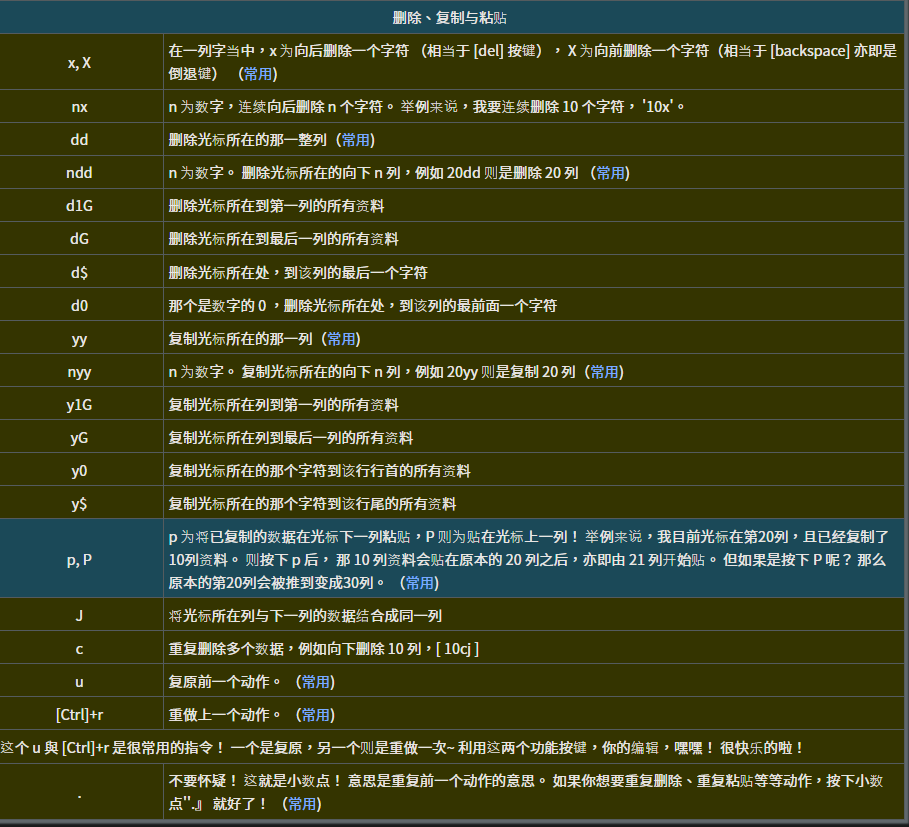 删除、复制与粘贴
x, X
在一列字当中，x 为向后删除一个字符 （相当于 [del] 按键）， X 为向前删除一个字符（相当于 [backspace] 亦即是
倒退键） （常用)
nx
n 为数字，连续向后删除 n 个字符。 举例来说，我要连续删除 10 个字符， '10x'。
dd
删除光标所在的那一整列（常用)
ndd
n 为数字。 删除光标所在的向下 n 列，例如 20dd 则是删除 20 列 （常用)
d1G
删除光标所在到第一列的所有资料
dG
删除光标所在到最后一列的所有资料
d$
删除光标所在处，到该列的最后一个字符
d0
那个是数字的 0 ，删除光标所在处，到该列的最前面一个字符
yy
复制光标所在的那一列（常用)
nyy
n 为数字。 复制光标所在的向下 n 列，例如 20yy 则是复制 20 列（常用)
y1G
复制光标所在列到第一列的所有资料
yG
复制光标所在列到最后一列的所有资料
y0
复制光标所在的那个字符到该行行首的所有资料
y$
复制光标所在的那个字符到该行尾的所有资料
p, P
p 为将已复制的数据在光标下一列粘贴，P 则为贴在光标上一列！ 举例来说，我目前光标在第20列，且已经复制了
10列资料。 则按下 p 后， 那 10 列资料会贴在原本的 20 列之后，亦即由 21 列开始贴。 但如果是按下 P 呢？ 那么
原本的第20列会被推到变成30列。 （常用)
J
将光标所在列与下一列的数据结合成同一列
c
重复删除多个数据，例如向下删除 10 列，[ 10cj ]
u
复原前一个动作。 （常用)
[Ctrl]+r
重做上一个动作。 （常用)
这个 u 與 [Ctrl]+r 是很常用的指令！ 一个是复原，另一个则是重做一次~ 利用这两个功能按键，你的编辑，嘿嘿！ 很快乐的啦！
.
不要怀疑！ 这就是小数点！ 意思是重复前一个动作的意思。 如果你想要重复删除、重复粘贴等等动作，按下小数
点".』 就好了！ （常用)